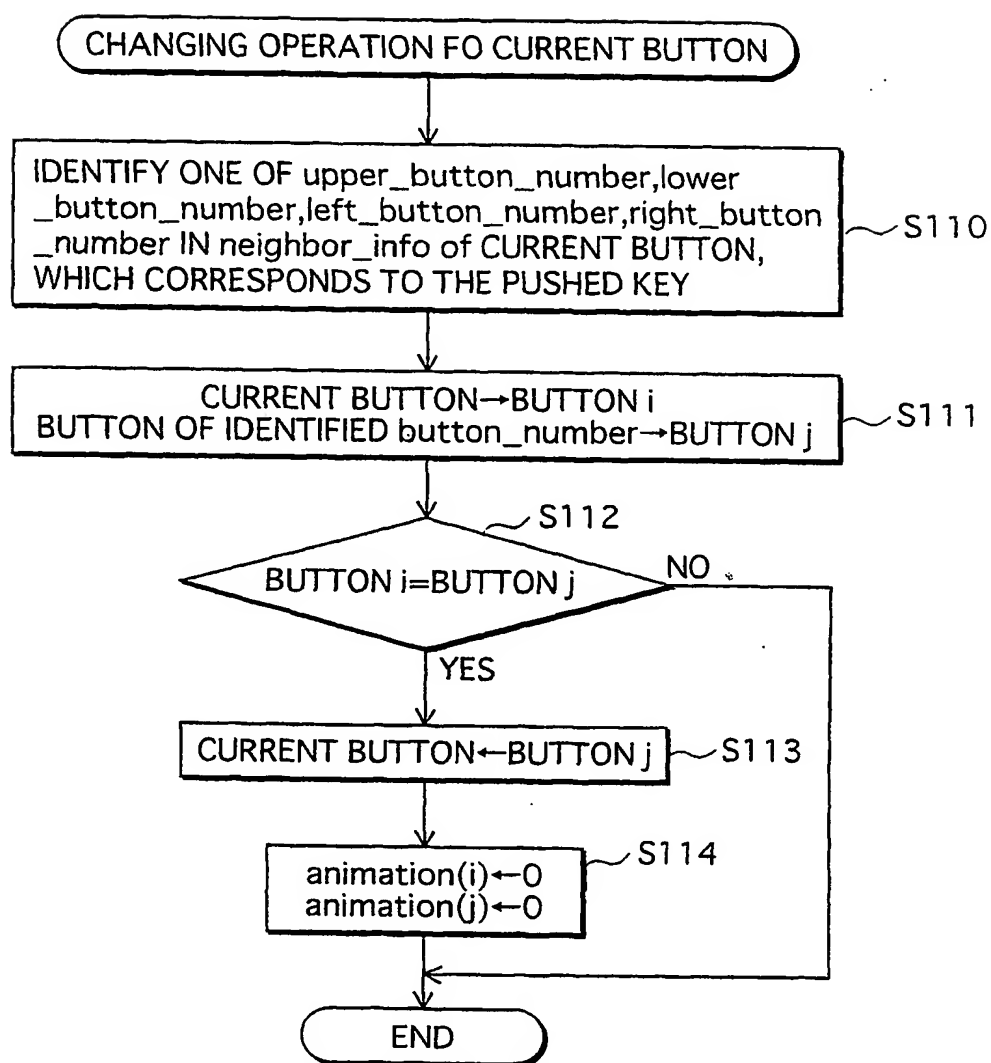 CHANGING OPERATION FO CURRENT BUTTON
IDENTIFY ONE OF upper_button_number,lower
_button_number,left_button_number,right_button
_number IN neighbor_info of CURRENT BUTTON,
WHICH CORRESPONDS TO THE PUSHED KEY
S110
CURRENT BUTTON→BUTTON i
BUTTON OF IDENTIFIED button_number→BUTTON j
S111
S112
BUTTON i=BUTTON j
NO
YES
CURRENT BUTTON←BUTTON j
S113
S114
animation(i)←0
animation(j)←0
END